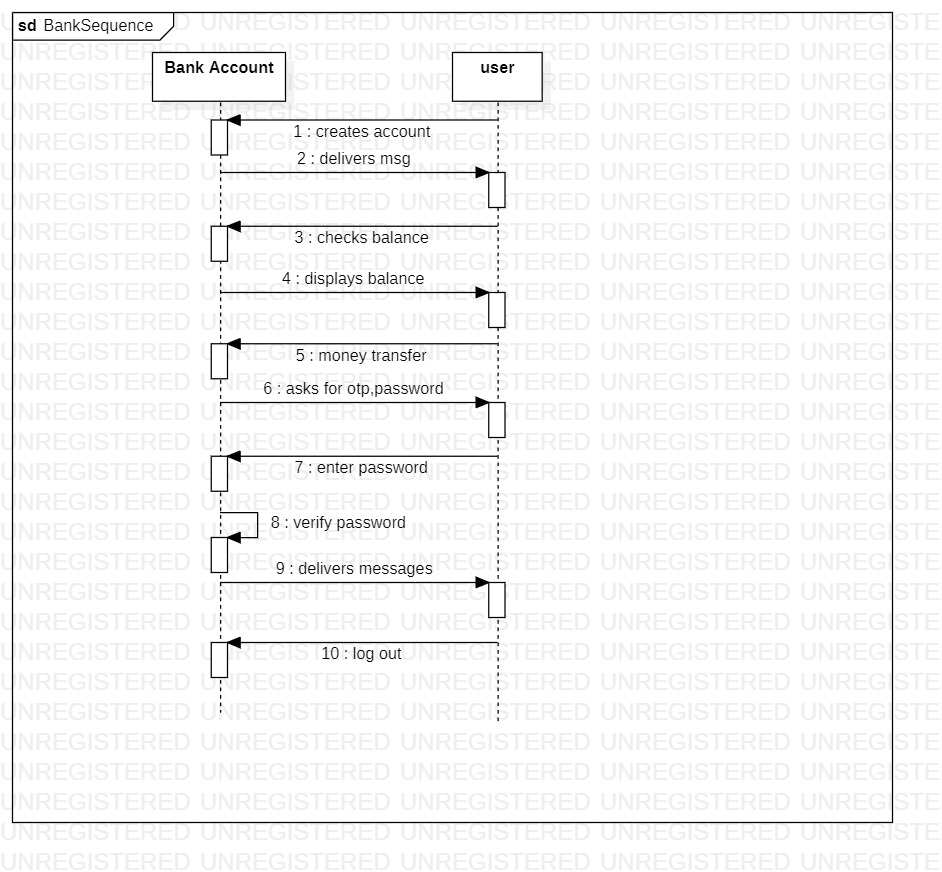 sd BankSequence
Bank Account
user
1 : creates account
2 : delivers msg
3 : checks balance
4 : displays balance
5 : money transfer
6 : asks for otp,password
7 : enter password
8 : verify password
9 : delivers messages
10 : log out
UNREGISTERED UNREGISTERED UNREGISTERED UNREGISTERED UNREGISTE